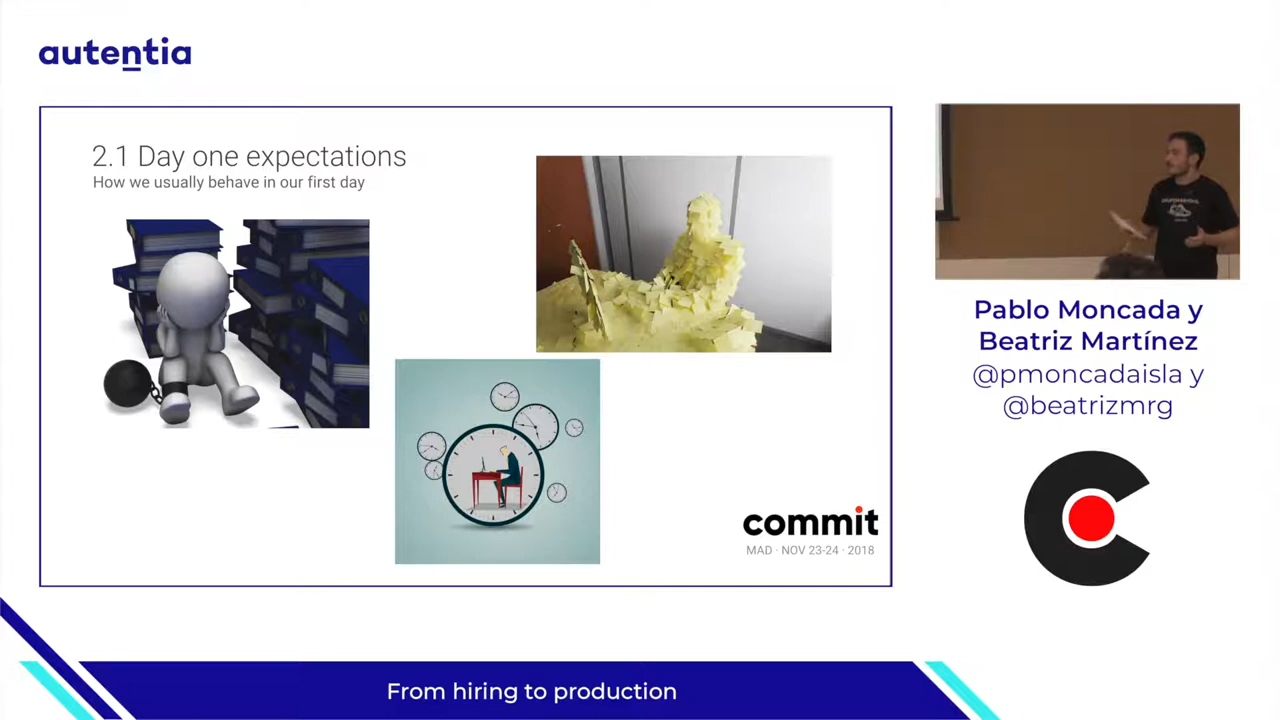 autentia
2.1 Day one expectations
How we usually behave in our first day
commit
MAD · NOV 23-24 · 2018
Pablo Moncada y
Beatriz Martínez
@pmoncadaisla y
@beatrizmrg
From hiring to production